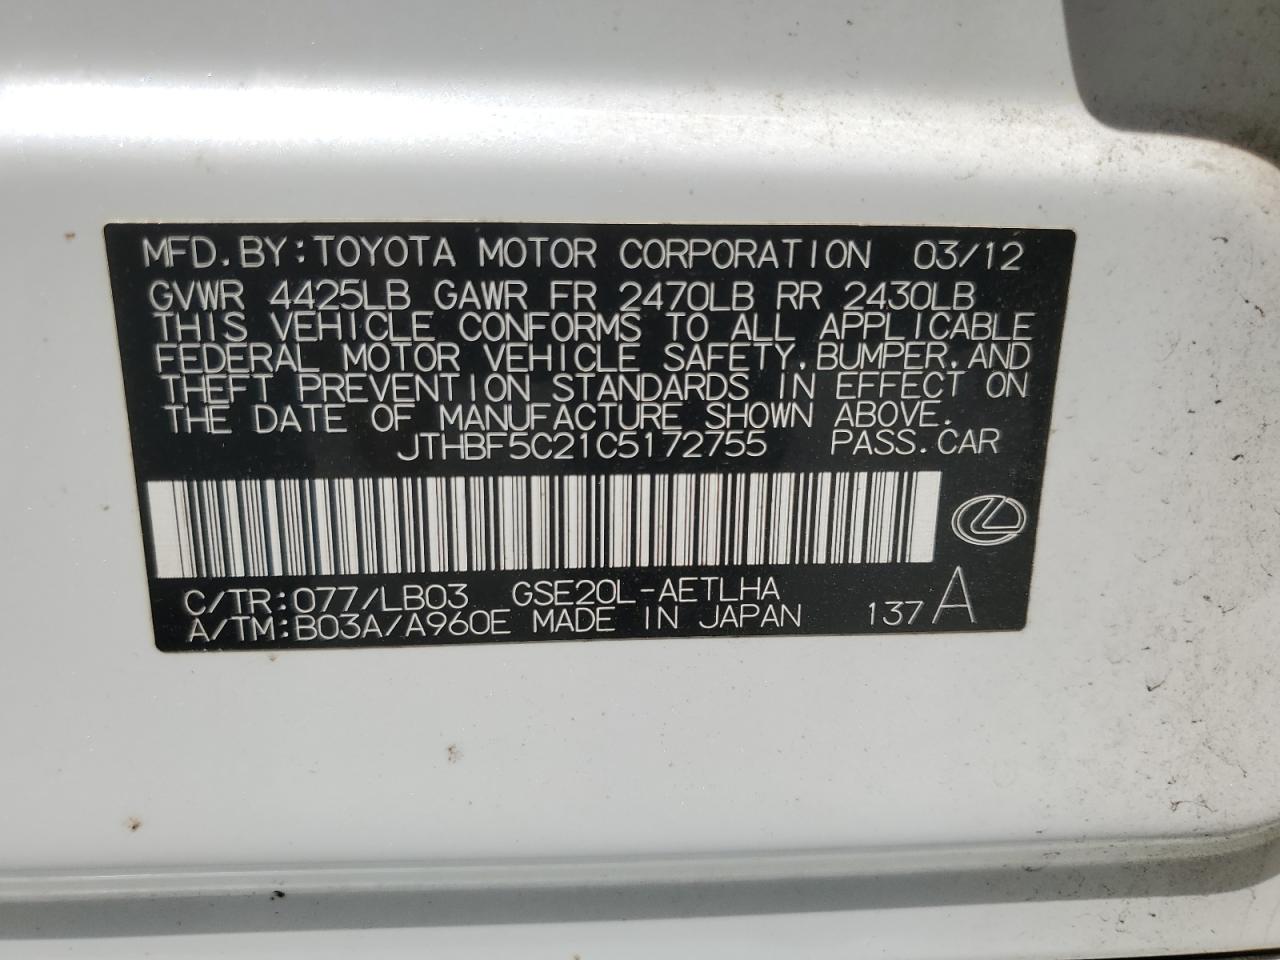 MFD. BY: TOYOTA MOTOR CORPORATION 03/12
GVWR 4425LB GAWR FR 2470LB RR 2430LB
THIS VEHICLE CONFORMS TO ALL APPLICABLE
FEDERAL MOTOR VEHICLE SAFETY, BUMPER, AND
THEFT PREVENTION STANDARDS IN EFFECT ON
THE DATE OF MANUFACTURE SHOWN ABOVE.
JTHBF5C21C5172755 PASS. CAR
C/TR: 077/LB03 GSE20L-AETLHA
A/TM: B03A/A960E MADE IN JAPAN 137 A